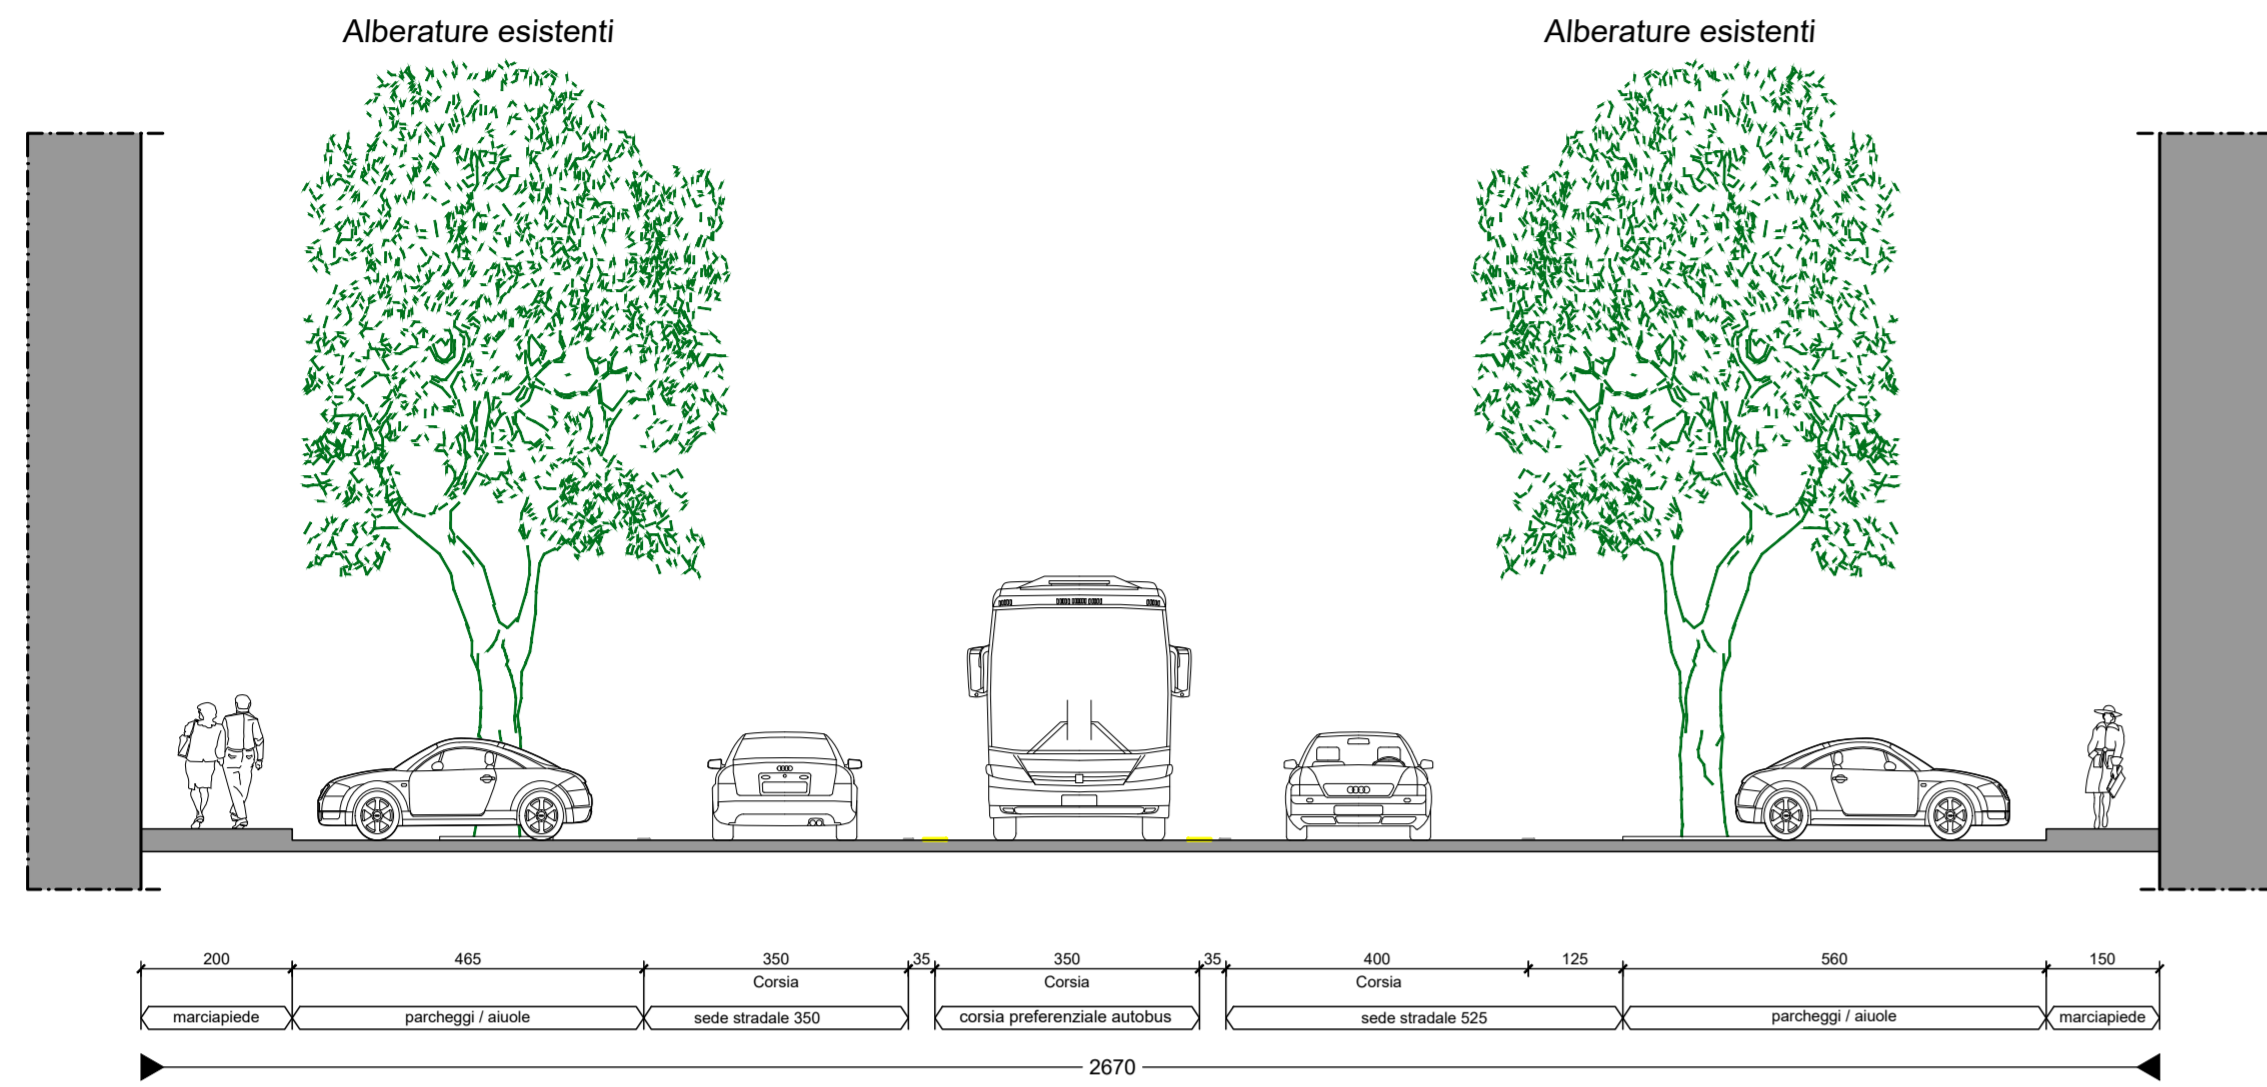 Alberature esistenti Alberature esistenti
200 465 350 35 350 35 400 125 560 150
Corsia Corsia Corsia
marciapiede parcheggi / aiuole sede stradale 350 corsia preferenziale autobus sede stradale 525 parcheggi / aiuole marciapiede
2670